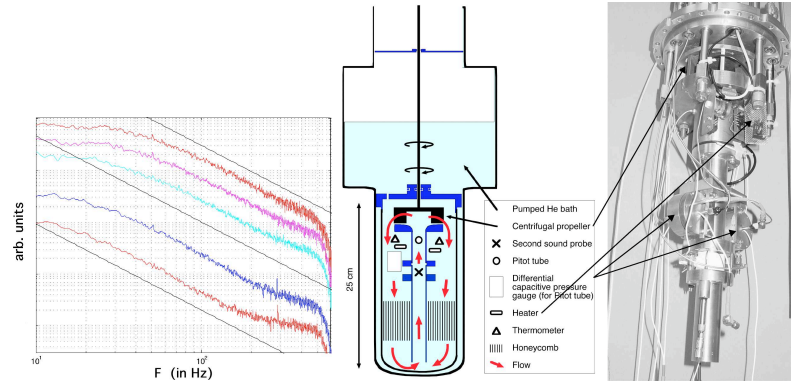 arb. units
10¹
10²
F (in Hz)
25 cm
Pumped He bath
Centrifugal propeller
Second sound probe
Pitot tube
Differential
capacitive pressure
gauge (for Pitot tube)
Heater
Thermometer
Honeycomb
Flow